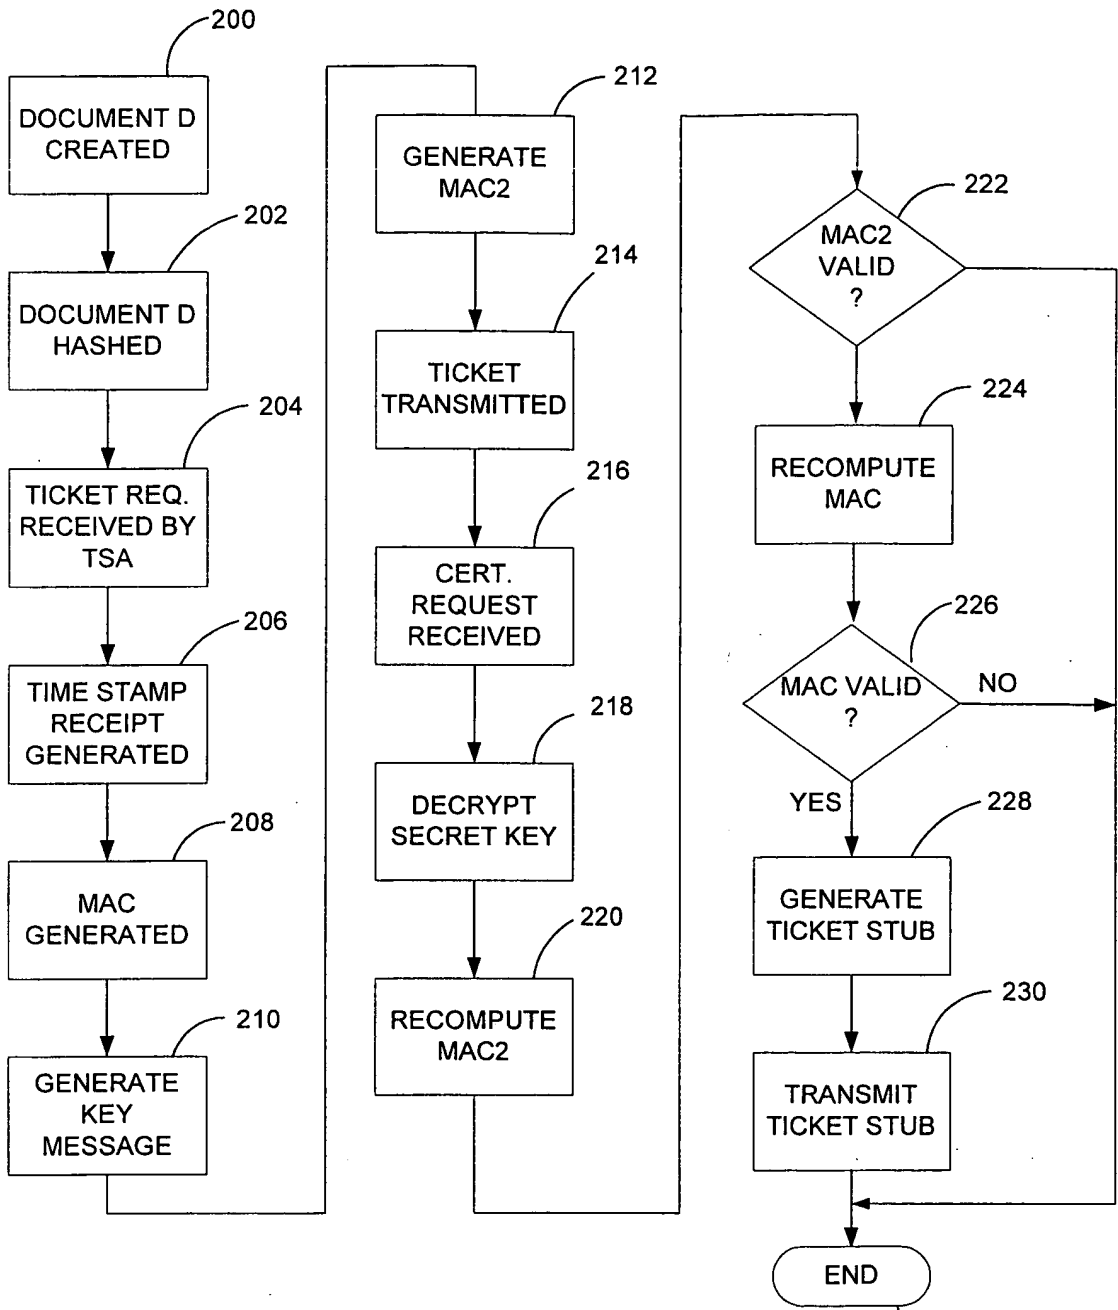 200
DOCUMENT D
CREATED
202
DOCUMENT D
HASHED
204
TICKET REQ.
RECEIVED BY
TSA
206
TIME STAMP
RECEIPT
GENERATED
208
MAC
GENERATED
210
GENERATE
KEY
MESSAGE
212
GENERATE
MAC2
214
TICKET
TRANSMITTED
216
CERT.
REQUEST
RECEIVED
218
DECRYPT
SECRET KEY
220
RECOMPUTE
MAC2
222
MAC2
VALID
?
224
RECOMPUTE
MAC
226
MAC VALID
?
NO
YES
228
GENERATE
TICKET STUB
230
TRANSMIT
TICKET STUB
END